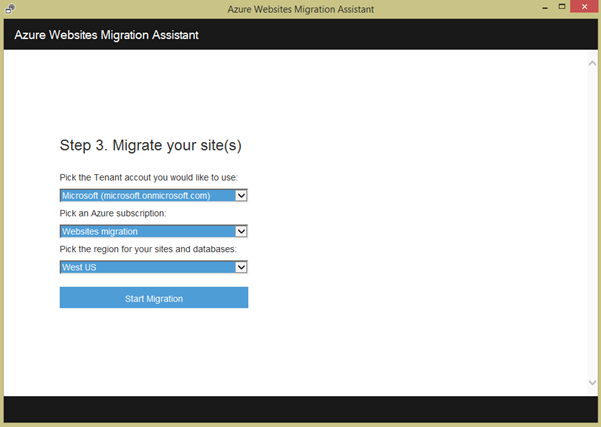 Azure Websites Migration Assistant
Azure Websites Migration Assistant
Step 3. Migrate your site(s)
Pick the Tenant accout you would like to use:
Microsoft (microsoft.onmicrosoft.com)
Pick an Azure subscription:
Websites migration
Pick the region for your sites and databases:
West US
Start Migration